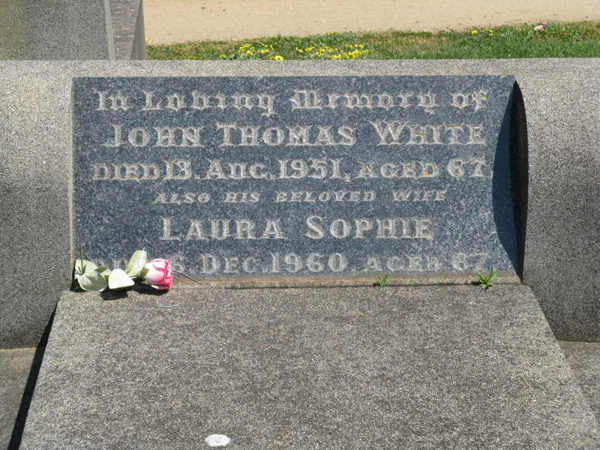 In Loving Memory of
JOHN THOMAS WHITE
DIED 13. AUG. 1951, AGED 67.
ALSO HIS BELOVED WIFE
LAURA SOPHIE
DEC. 1960 AGED 87.